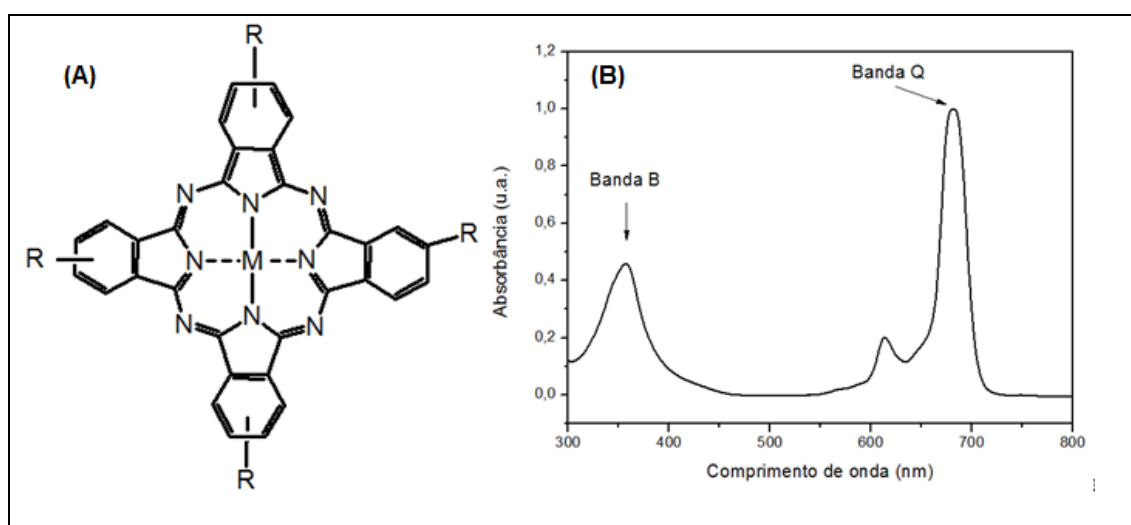 (A)
R
N
N
N
R
N
M
N
R
N
N
N
R
(B)
Banda Q
Banda B
Absorbância (u.a.)
1,2
1,0
0,8
0,6
0,4
0,2
0,0
300
400
500
600
700
800
Comprimento de onda (nm)